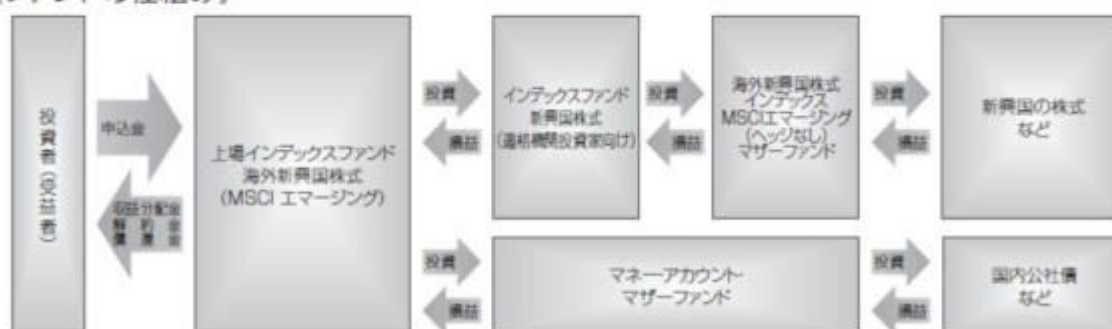 投資者(受益者)
申込金
収益分配金
解約金
償還金
上場インデックスファンド
海外新興国株式
(MSCI エマージング)
投資
損益
インデックスファンド
新興国株式
(適格機関投資家向け)
投資
損益
海外新興国株式
インデックス
MSCIエマージング
(ヘッジなし)
マザーファンド
投資
損益
新興国の株式
など
投資
損益
マネーアカウント・
マザーファンド
投資
損益
国内公社債
など